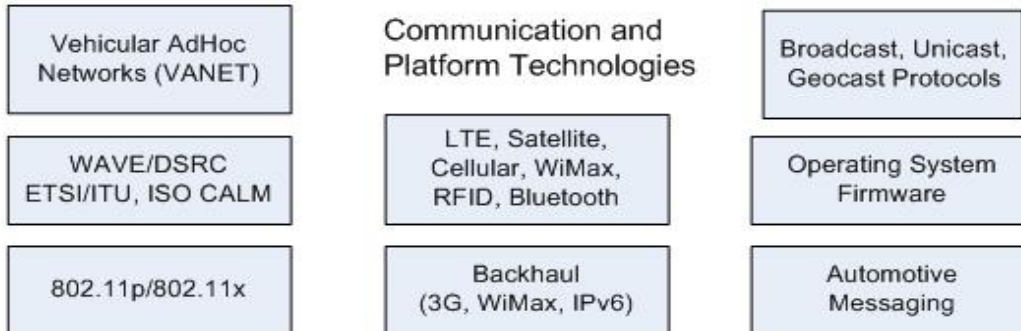 Vehicular AdHoc
Networks (VANET)
Communication and
Platform Technologies
Broadcast, Unicast,
Geocast Protocols
WAVE/DSRC
ETSI/ITU, ISO CALM
LTE, Satellite,
Cellular, WiMax,
RFID, Bluetooth
Operating System
Firmware
802.11p/802.11x
Backhaul
(3G, WiMax, IPv6)
Automotive
Messaging